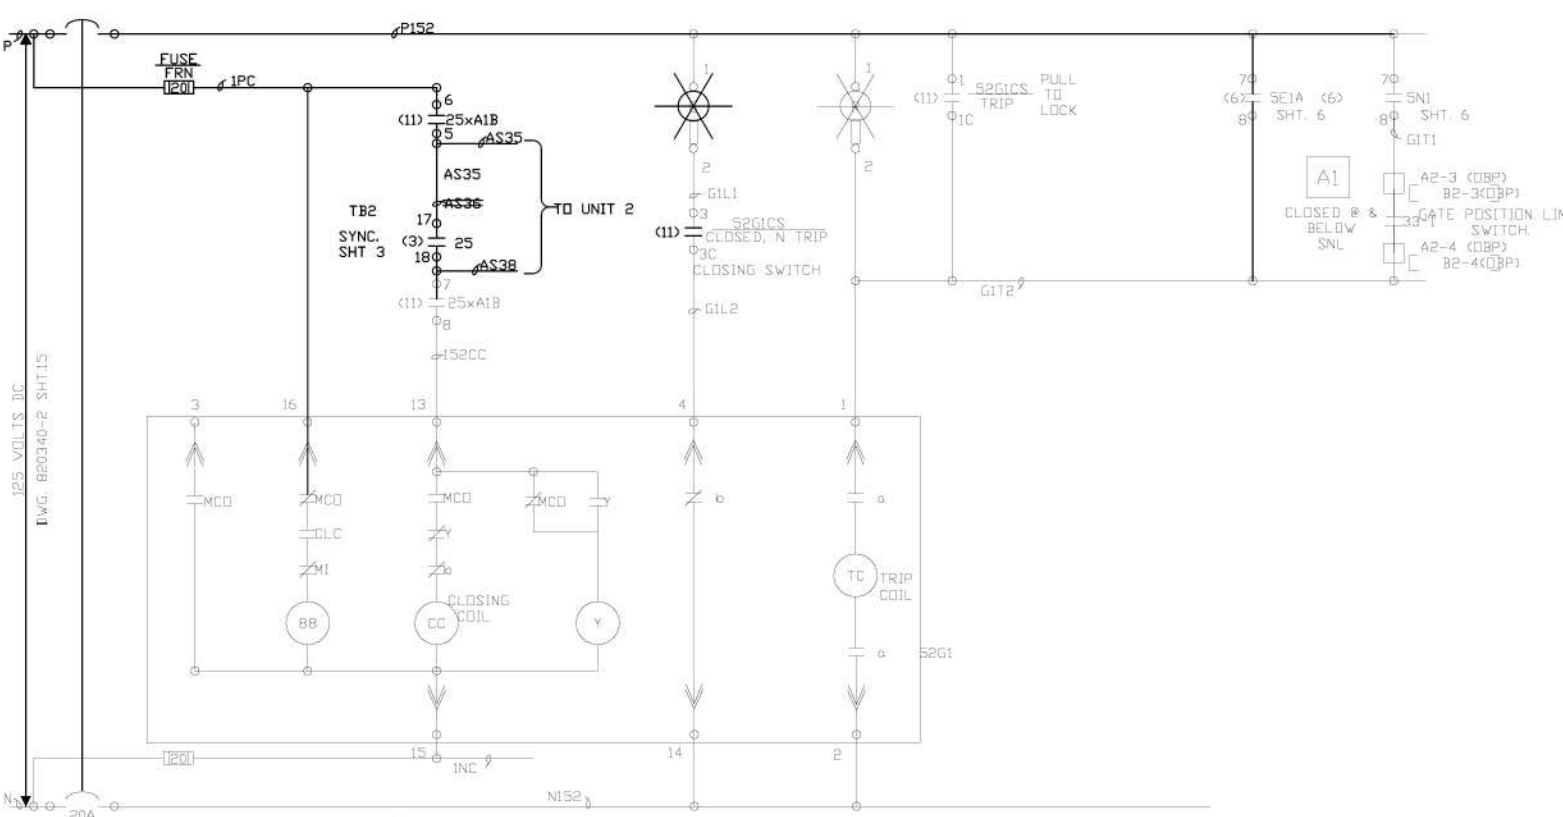 P
P152
FUSE
FRN
20
1PC
6
(11) 25xA1B
5
AS35
AS35
AS36
TB2
17
SYNC.
SHT 3
(3) 25
18
AS38
TO UNIT 2
7
(11) 25xA1B
8
152CC
1
2
G1L1
3
52G1CS
(11) CLOSED, N TRIP
3C
CLOSING SWITCH
G1L2
1
2
1
(11) 52G1CS
TRIP
1C
PULL
TO
LOCK
G1T2
7
(6) 5E1A (6)
8 SHT. 6
7
5N1
8 SHT. 6
G1T1
A1
CLOSED @ &
BELOW
SNL
A2-3 (DBP)
B2-3(DBP)
33-1
GATE POSITION LIM
SWITCH.
A2-4 (DBP)
B2-4(DBP)
125 VOLTS DC
DWG. B20340-2 SHT.15
3
16
13
4
1
MCO
MCO
MCO
MCO
Y
b
a
CLC
Y
MI
b
BB
CC
CLOSING
COIL
Y
TC
TRIP
COIL
a
52G1
20
15
14
2
1NC
N
N152
20A